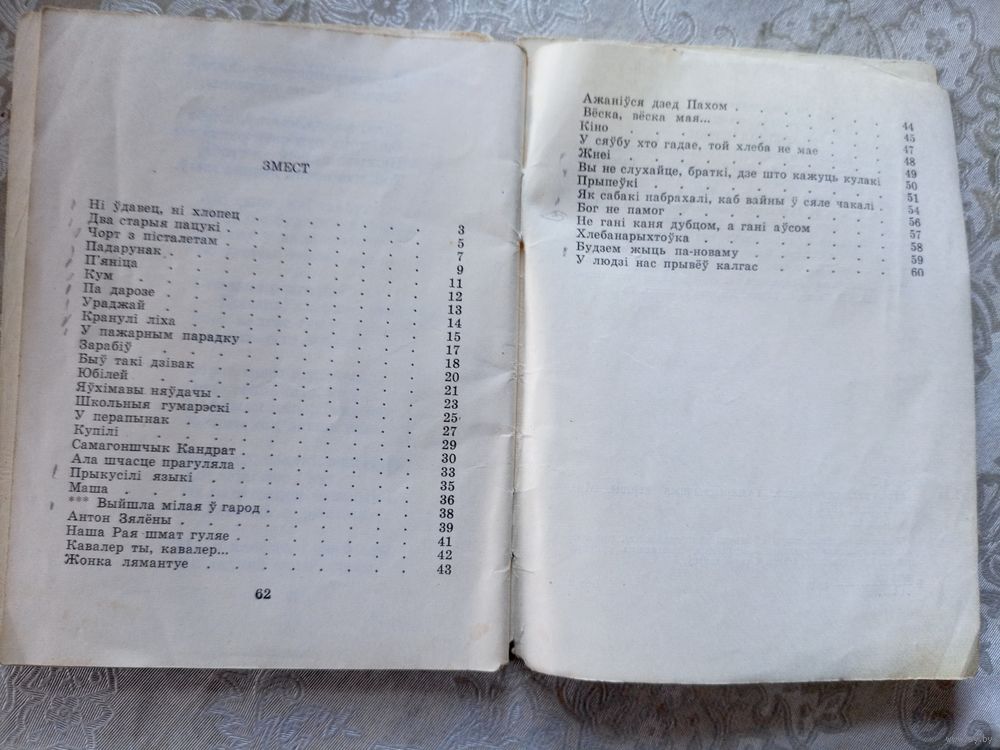 ЗМЕСТ
Ні ўдавец, ні хлопец . . . . . . 3
Два старыя пацукі . . . . . . 5
Чорт з пісталетам . . . . . . 7
Падарунак . . . . . . 9
П'яніца . . . . . . 11
Кум . . . . . . 12
Па дарозе . . . . . . 13
Ураджай . . . . . . 14
Кранулі ліха . . . . . . 15
У пажарным парадку . . . . . . 17
Зарабіў . . . . . . 18
Быў такі дзівак . . . . . . 20
Юбілей . . . . . . 21
Яўхімавы няўдачы . . . . . . 23
Школьныя гумарэскі . . . . . . 25
У перапынак . . . . . . 27
Купілі . . . . . . 29
Самагоншчык Кандрат . . . . . . 30
Ала шчасце прагуляла . . . . . . 33
Прыкусілі языкі . . . . . . 35
Маша . . . . . . 36
*** Выйшла мілая ў гарод . . . . . . 38
Антон Зялёны . . . . . . 39
Наша Рая шмат гуляе . . . . . . 41
Кавалер ты, кавалер... . . . . . . 42
Жонка лямантуе . . . . . . 43
62
Ажаніўся дзед Пахом . . . . . . 44
Вёска, вёска мая... . . . . . . 45
Кіно . . . . . . 47
У сяўбу хто гадае, той хлеба не мае . . . . 48
Жнеі . . . . . . 49
Вы не слухайце, браткі, дзе што кажуць кулакі 50
Прыпеўкі . . . . . . 51
Як сабакі набрахалі, каб вайны ў сяле чакалі . 54
Бог не памог . . . . . . 56
Не гані каня дубцом, а гані аўсом . . . . 57
Хлебанарыхтоўка . . . . . . 58
Будзем жыць па-новаму . . . . . . 59
У людзі нас прывёў калгас . . . . . . 60